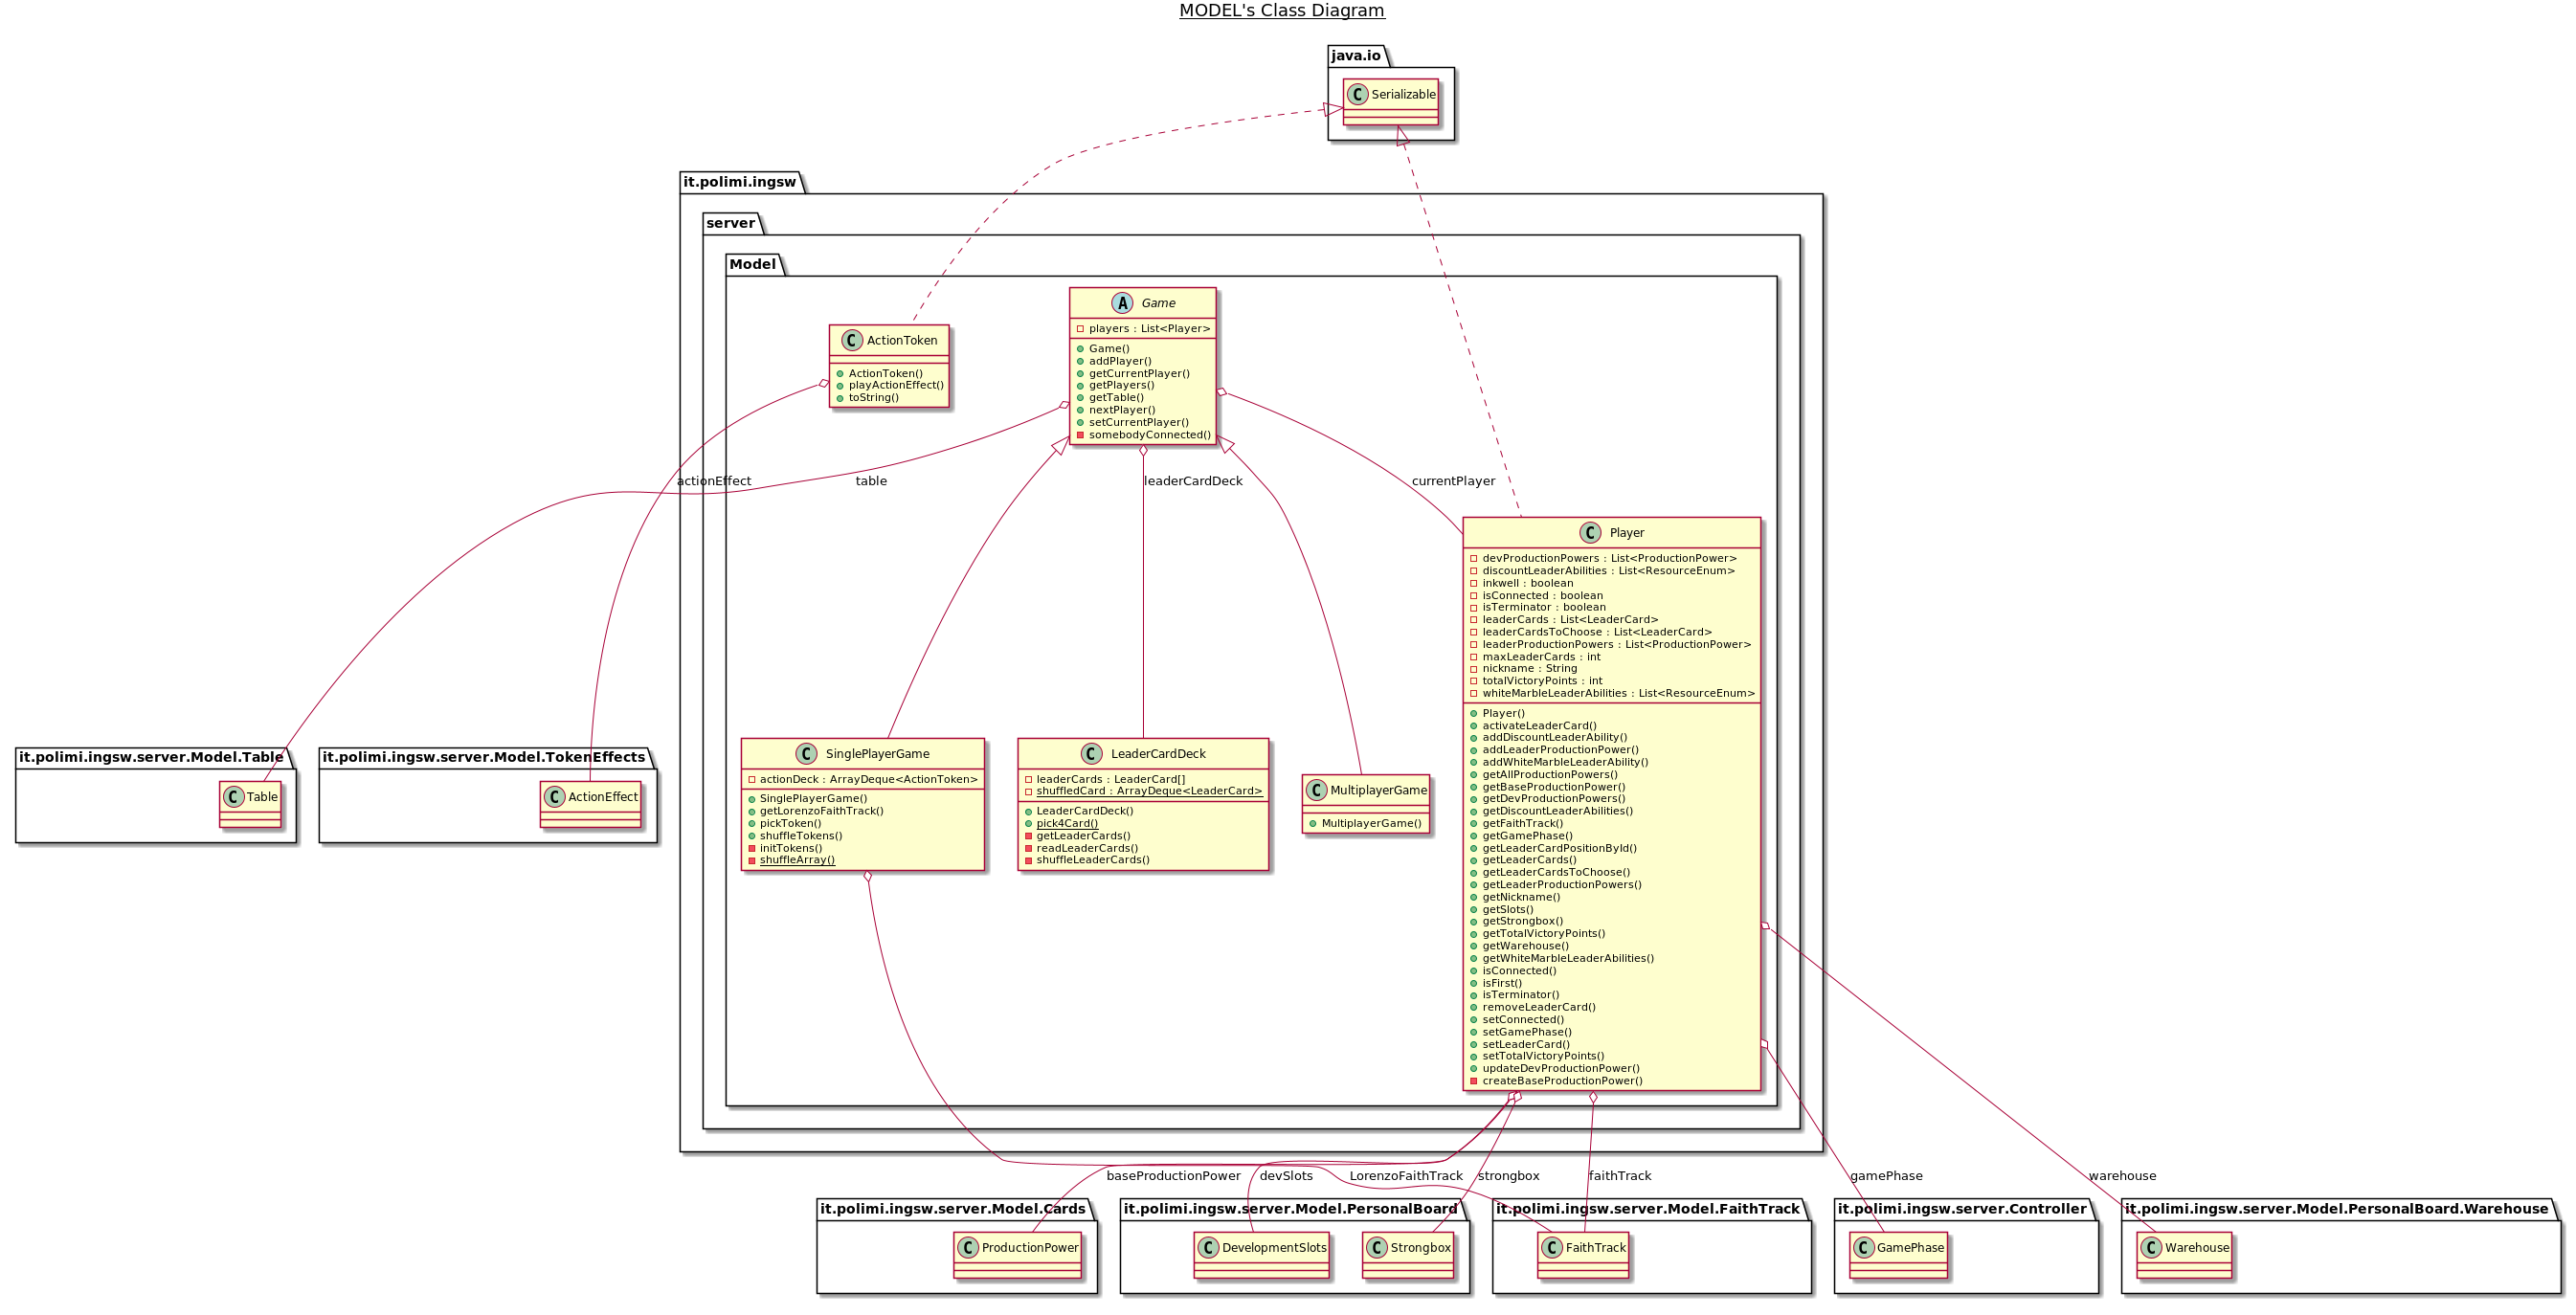 MODEL's Class Diagram
java.io
C Serializable
it.polimi.ingsw
server
Model
C ActionToken
ActionToken()
playActionEffect()
toString()
A Game
players : List<Player>
Game()
addPlayer()
getCurrentPlayer()
getPlayers()
getTable()
nextPlayer()
setCurrentPlayer()
somebodyConnected()
actionEffect
table
leaderCardDeck
currentPlayer
C Player
devProductionPowers : List<ProductionPower>
discountLeaderAbilities : List<ResourceEnum>
inkwell : boolean
isConnected : boolean
isTerminator : boolean
leaderCards : List<LeaderCard>
leaderCardsToChoose : List<LeaderCard>
leaderProductionPowers : List<ProductionPower>
maxLeaderCards : int
nickname : String
totalVictoryPoints : int
whiteMarbleLeaderAbilities : List<ResourceEnum>
Player()
activateLeaderCard()
addDiscountLeaderAbility()
addLeaderProductionPower()
addWhiteMarbleLeaderAbility()
getAllProductionPowers()
getBaseProductionPower()
getDevProductionPowers()
getDiscountLeaderAbilities()
getFaithTrack()
getGamePhase()
getLeaderCardPositionById()
getLeaderCards()
getLeaderCardsToChoose()
getLeaderProductionPowers()
getNickname()
getSlots()
getStrongbox()
getTotalVictoryPoints()
getWarehouse()
getWhiteMarbleLeaderAbilities()
isConnected()
isFirst()
isTerminator()
removeLeaderCard()
setConnected()
setGamePhase()
setLeaderCard()
setTotalVictoryPoints()
updateDevProductionPower()
createBaseProductionPower()
it.polimi.ingsw.server.Model.Table
C Table
it.polimi.ingsw.server.Model.TokenEffects
C ActionEffect
C SinglePlayerGame
actionDeck : ArrayDeque<ActionToken>
SinglePlayerGame()
getLorenzoFaithTrack()
pickToken()
shuffleTokens()
initTokens()
shuffleArray()
C LeaderCardDeck
leaderCards : LeaderCard[]
shuffledCard : ArrayDeque<LeaderCard>
LeaderCardDeck()
pick4Card()
getLeaderCards()
readLeaderCards()
shuffleLeaderCards()
C MultiplayerGame
MultiplayerGame()
baseProductionPower
devSlots
LorenzoFaithTrack
strongbox
faithTrack
gamePhase
warehouse
it.polimi.ingsw.server.Model.Cards
C ProductionPower
it.polimi.ingsw.server.Model.PersonalBoard
C DevelopmentSlots
C Strongbox
it.polimi.ingsw.server.Model.FaithTrack
C FaithTrack
it.polimi.ingsw.server.Controller
C GamePhase
it.polimi.ingsw.server.Model.PersonalBoard.Warehouse
C Warehouse